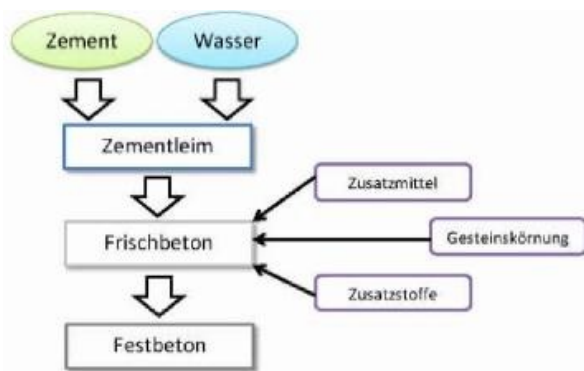 Zement
Wasser
Zementleim
Zusatzmittel
Frischbeton
Gesteinskörnung
Zusatzstoffe
Festbeton